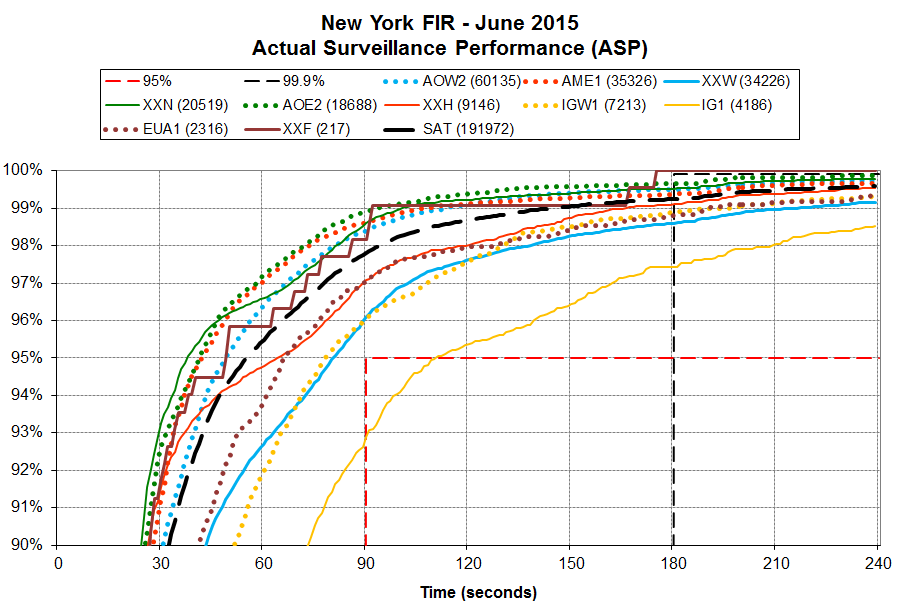 New York FIR - June 2015
Actual Surveillance Performance (ASP)
95% 99.9% AOW2 (60135) AME1 (35326) XXW (34226)
XXN (20519) AOE2 (18688) XXH (9146) IGW1 (7213) IG1 (4186)
EUA1 (2316) XXF (217) SAT (191972)
100%
99%
98%
97%
96%
95%
94%
93%
92%
91%
90%
0 30 60 90 120 150 180 210 240
Time (seconds)